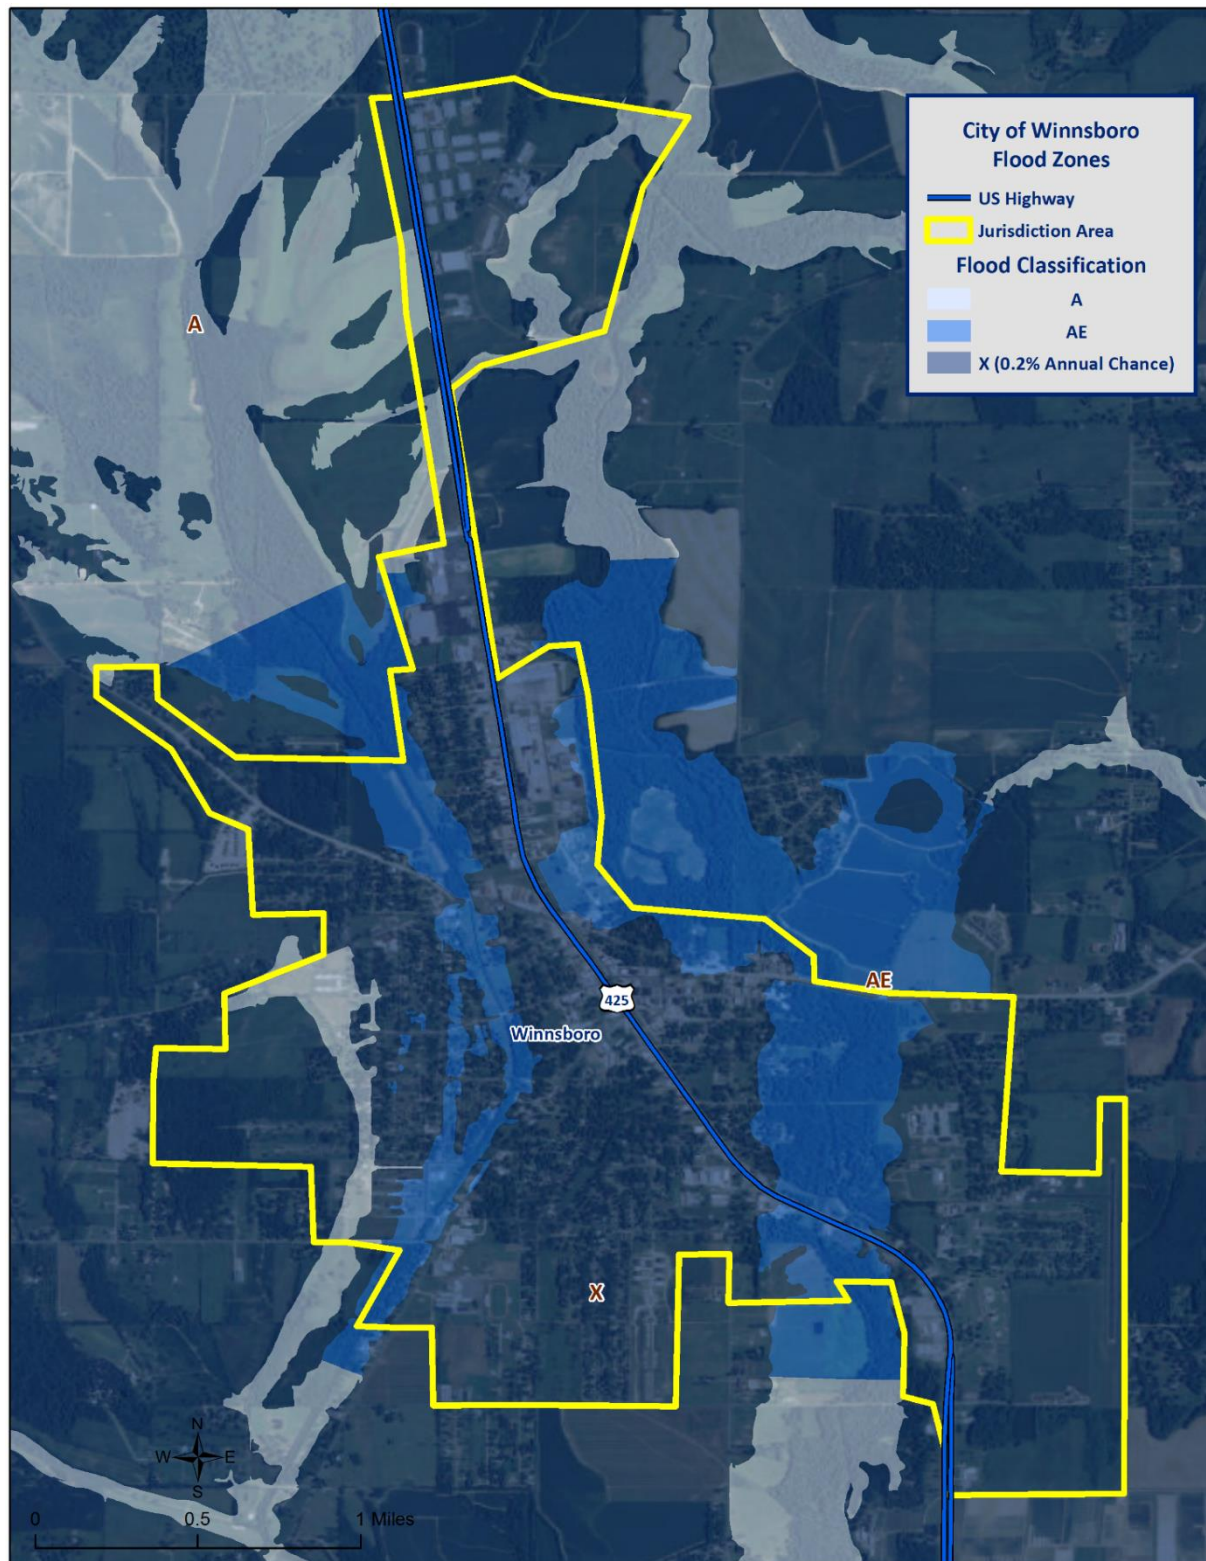 City of Winnsboro
Flood Zones
US Highway
Jurisdiction Area
Flood Classification
A
AE
X (0.2% Annual Chance)
A
AE
425
Winnsboro
X
N
W E
S
0 0.5 1 Miles